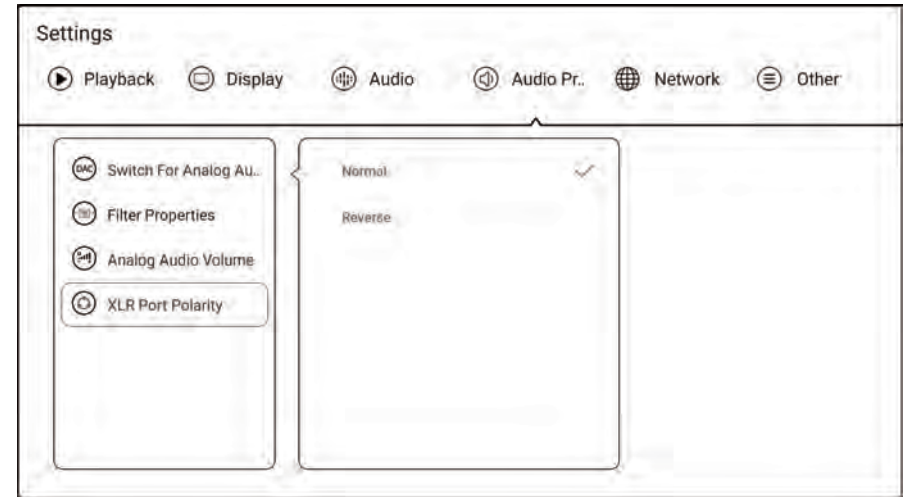 Settings
Playback Display Audio Audio Pr.. Network Other
DAC Switch For Analog Au..
Normal
Filter Properties
Reverse
Analog Audio Volume
XLR Port Polarity